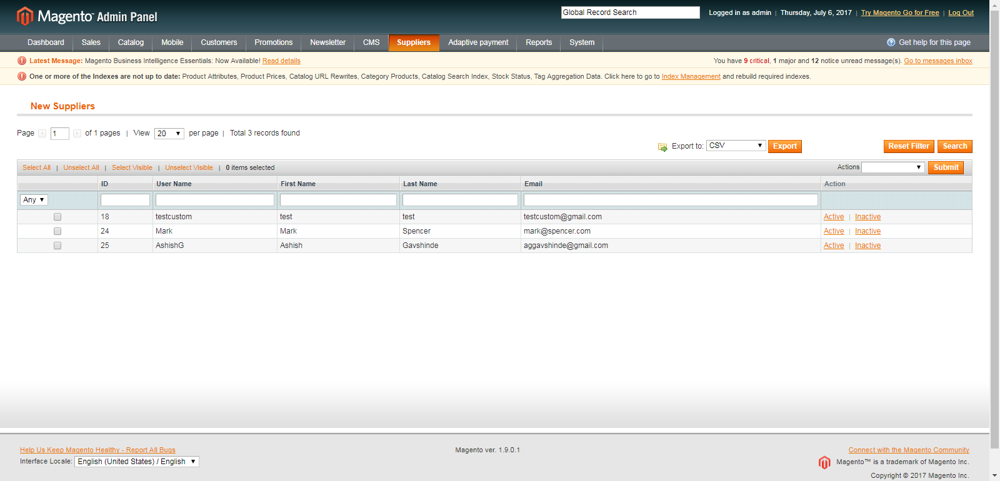 Magento™ Admin Panel
Global Record Search
Logged in as admin | Thursday, July 6, 2017 | Try Magento Go for Free | Log Out
Dashboard Sales Catalog Mobile Customers Promotions Newsletter CMS Suppliers Adaptive payment Reports System Get help for this page
Latest Message: Magento Business Intelligence Essentials: Now Available! Read details
You have 9 critical, 1 major and 12 notice unread message(s). Go to messages inbox
One or more of the Indexes are not up to date: Product Attributes, Product Prices, Catalog URL Rewrites, Category Products, Catalog Search Index, Stock Status, Tag Aggregation Data. Click here to go to Index Management and rebuild required indexes.
New Suppliers
Page 1 of 1 pages | View 20 per page | Total 3 records found
Export to: CSV Export Reset Filter Search
Select All | Unselect All | Select Visible | Unselect Visible | 0 items selected Actions Submit
ID User Name First Name Last Name Email Action
Any
18 testcustom test test testcustom@gmail.com Active | Inactive
24 Mark Mark Spencer mark@spencer.com Active | Inactive
25 AshishG Ashish Gavshinde aggavshinde@gmail.com Active | Inactive
Help Us Keep Magento Healthy - Report All Bugs
Interface Locale: English (United States) / English
Magento ver. 1.9.0.1
Connect with the Magento Community
Magento™ is a trademark of Magento Inc.
Copyright © 2017 Magento Inc.